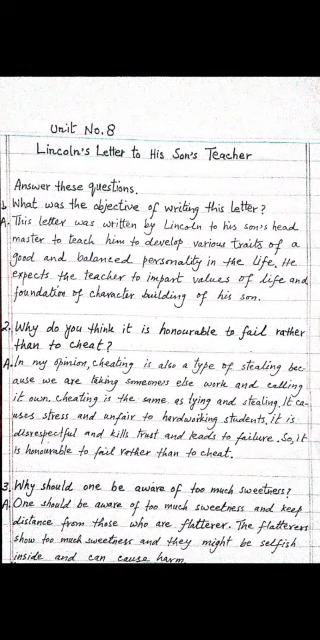 Unit No.8
Lincoln's Letter to His Son's Teacher
Answer these questions.
1. What was the objective of writing this letter?
A. This letter was written by Lincoln to his son's head
master to teach him to develop various traits of a
good and balanced personality in the life. He
expects the teacher to impart values of life and
foundation of character building of his son.
2. Why do you think it is honourable to fail rather
than to cheat?
A. In my opinion, cheating is also a type of stealing bec-
ause we are taking someones else work and calling
it own. cheating is the same as lying and stealing. It ca-
uses stress and unfair to hardworking students, it is
disrespectful and kills trust and leads to failure. So, it
is honourable to fail rather than to cheat.
3. Why should one be aware of too much sweetness?
A. One should be aware of too much sweetness and keep
distance from those who are flatterer. The flatterers
show too much sweetness and they might be selfish
inside and can cause harm.